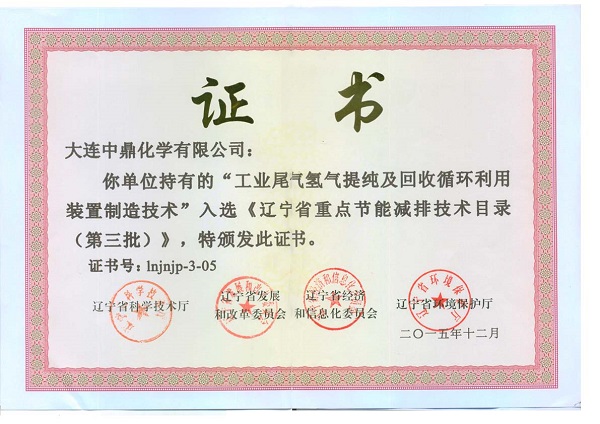 证 书
大连中鼎化学有限公司：
你单位持有的“工业尾气氢气提纯及回收循环利用
装置制造技术”入选《辽宁省重点节能减排技术目录
（第三批）》，特颁发此证书。
证书号：lnjnjp-3-05
辽宁省科学技术厅 辽宁省发展和改革委员会 辽宁省经济和信息化委员会 辽宁省环境保护厅
二〇一五年十二月